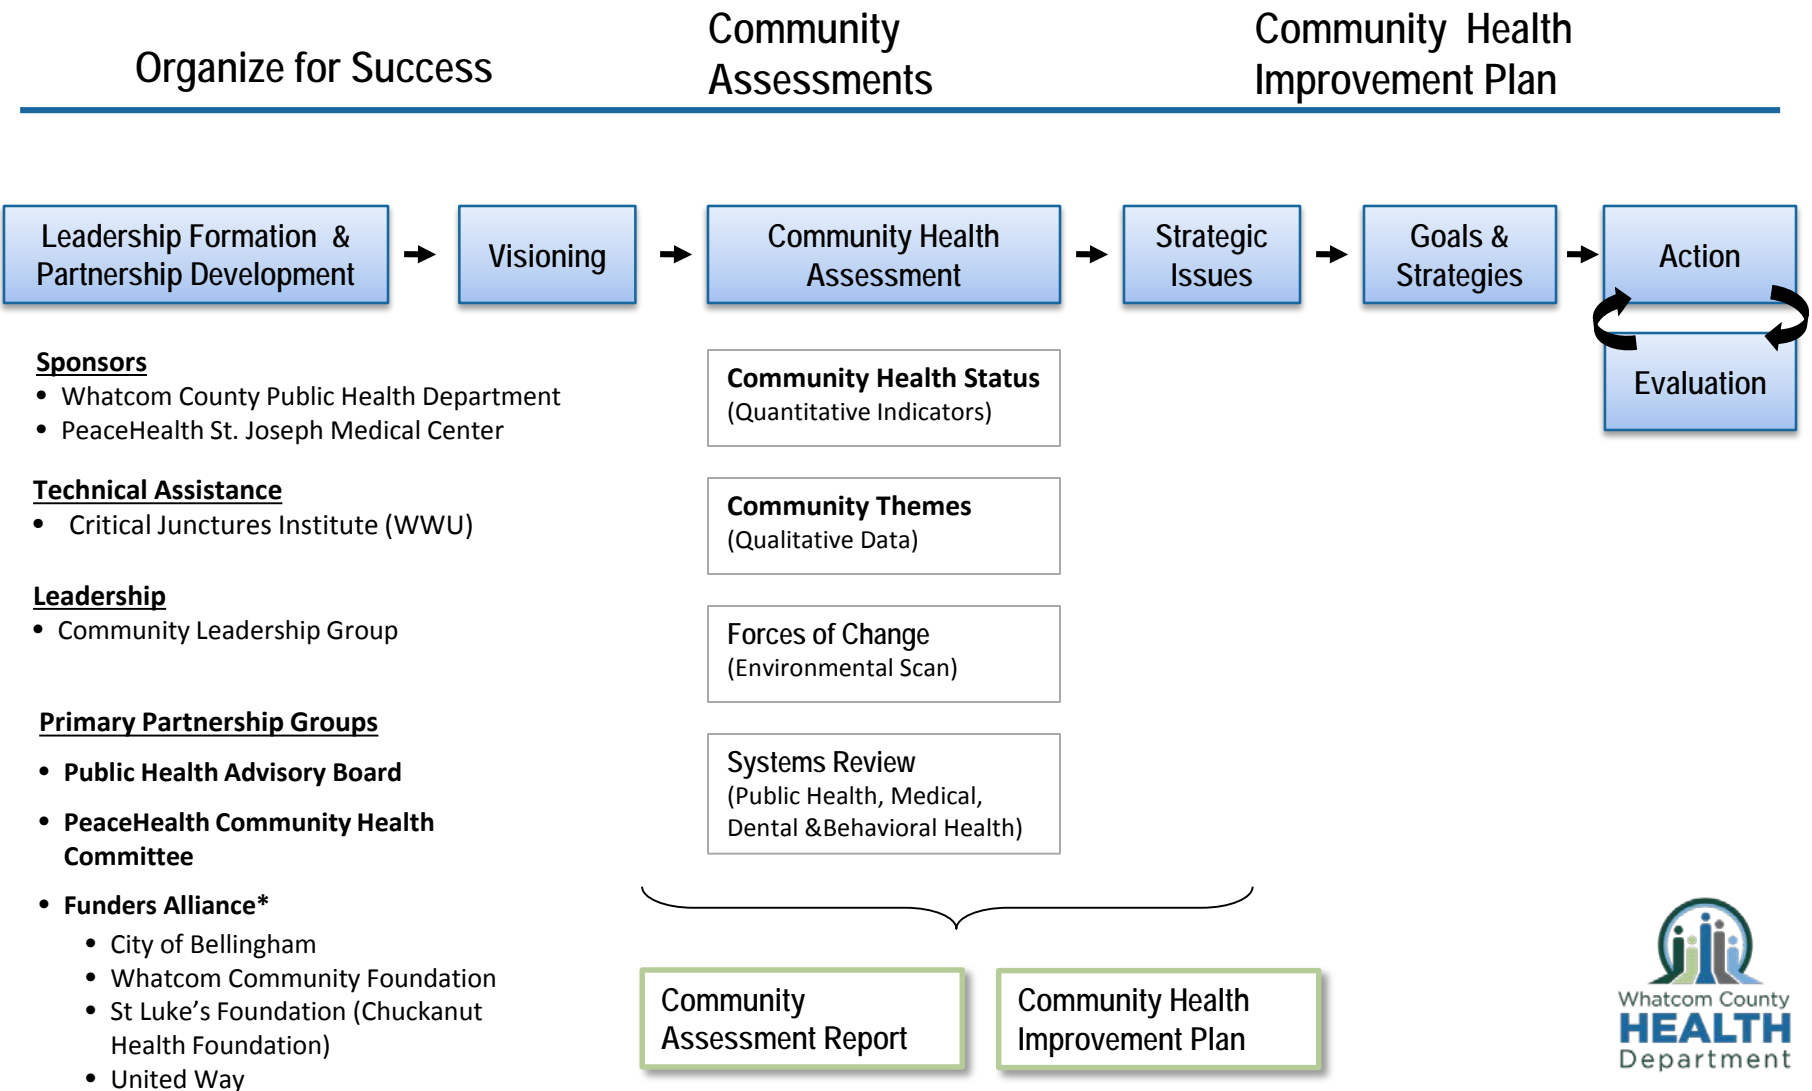 Organize for Success
Community
Assessments
Community Health
Improvement Plan
Leadership Formation &
Partnership Development
Visioning
Community Health
Assessment
Strategic
Issues
Goals &
Strategies
Action
Evaluation
Sponsors
• Whatcom County Public Health Department
• PeaceHealth St. Joseph Medical Center
Technical Assistance
• Critical Junctures Institute (WWU)
Leadership
• Community Leadership Group
Primary Partnership Groups
• Public Health Advisory Board
• PeaceHealth Community Health
Committee
• Funders Alliance*
• City of Bellingham
• Whatcom Community Foundation
• St Luke’s Foundation (Chuckanut
Health Foundation)
• United Way
Community Health Status
(Quantitative Indicators)
Community Themes
(Qualitative Data)
Forces of Change
(Environmental Scan)
Systems Review
(Public Health, Medical,
Dental &Behavioral Health)
Community
Assessment Report
Community Health
Improvement Plan
Whatcom County
HEALTH
Department